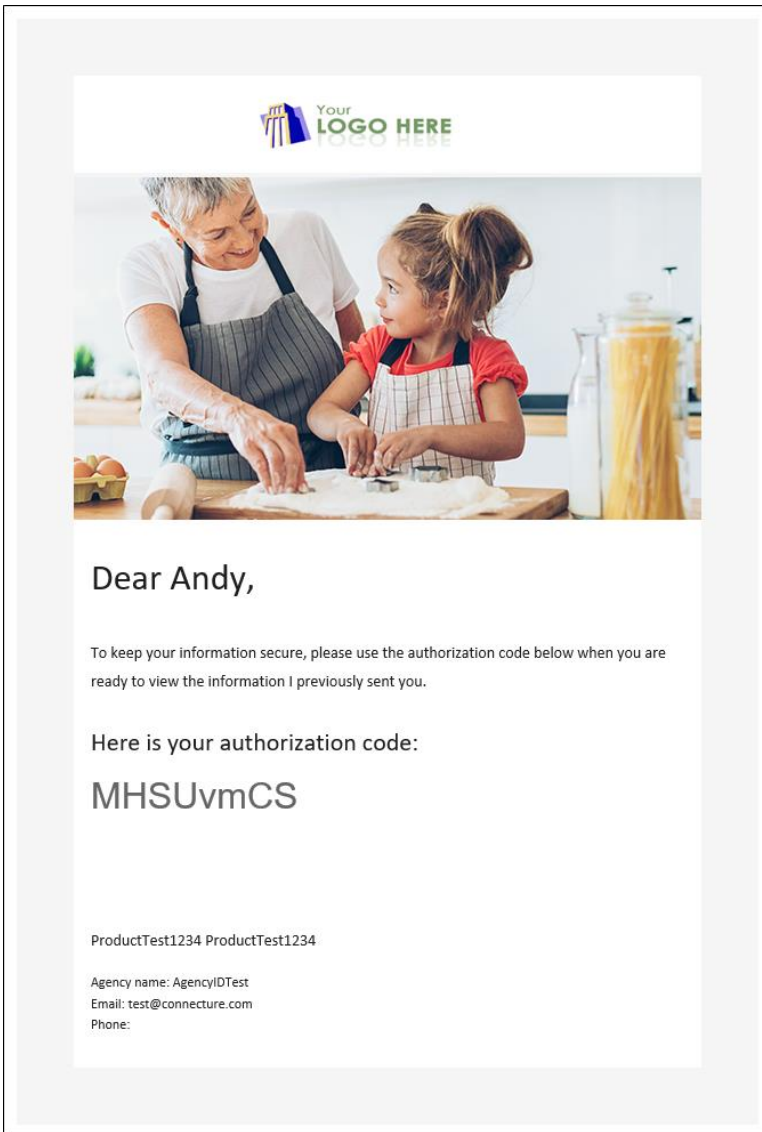 Your
LOGO HERE
Dear Andy,
To keep your information secure, please use the authorization code below when you are
ready to view the information I previously sent you.
Here is your authorization code:
MHSUvmCS
ProductTest1234 ProductTest1234
Agency name: AgencyIDTest
Email: test@connecture.com
Phone: